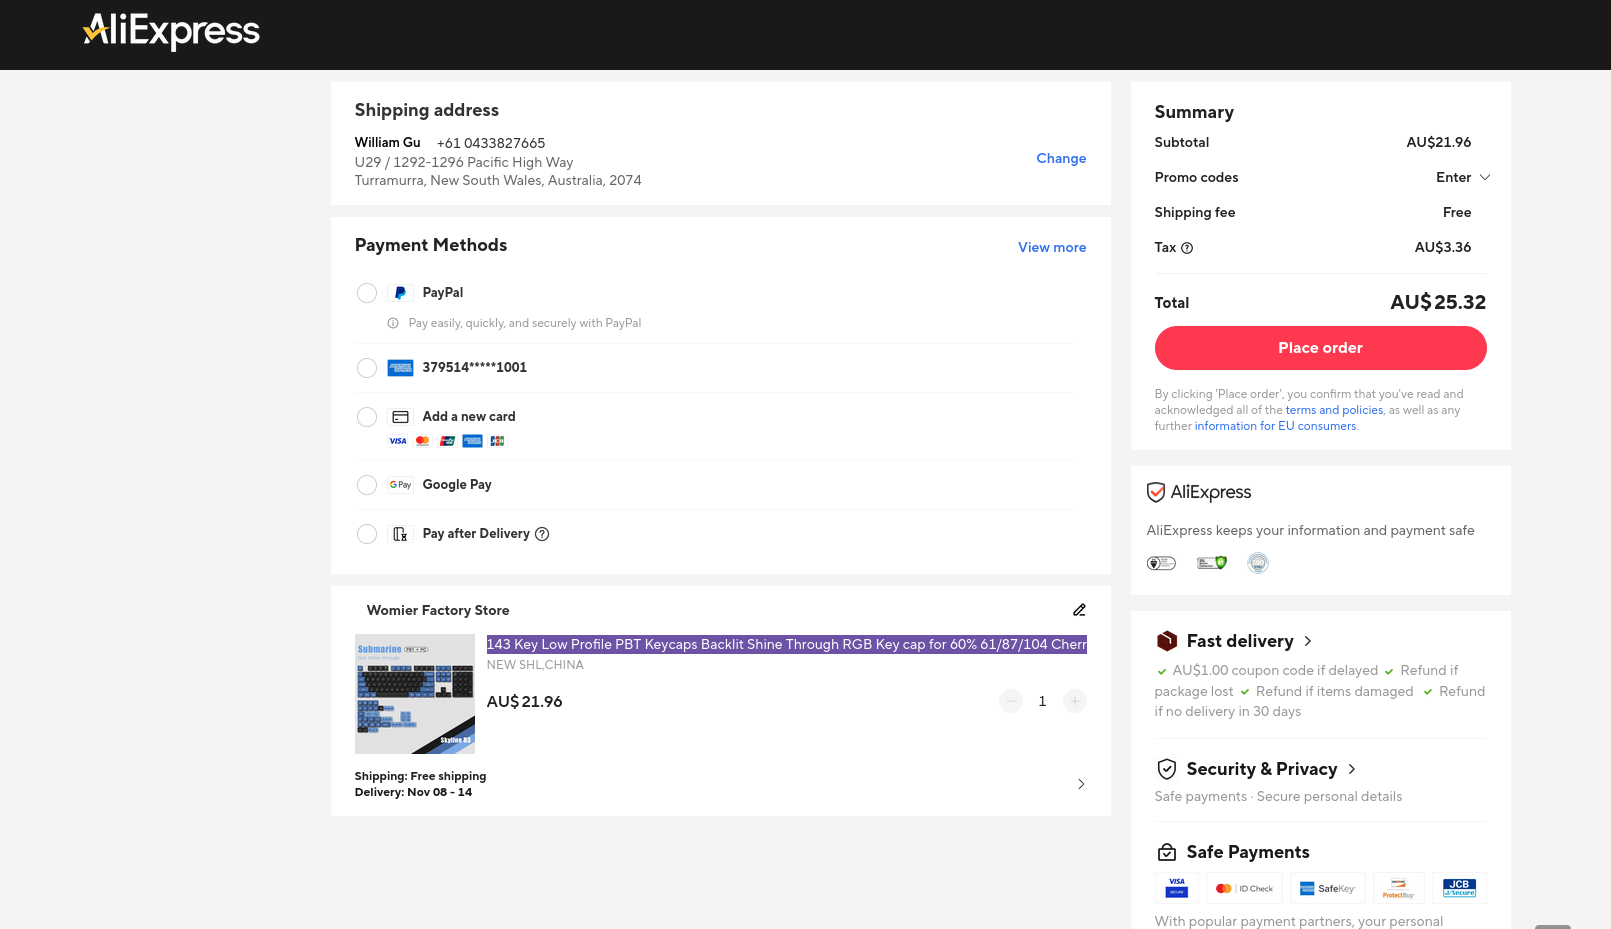 AliExpress
Shipping address
William Gu +61 0433827665
U29 / 1292-1296 Pacific High Way
Turramurra, New South Wales, Australia, 2074
Change
Payment Methods
View more
PayPal
Pay easily, quickly, and securely with PayPal
379514*****1001
Add a new card
VISA
Google Pay
G Pay
Pay after Delivery
Womier Factory Store
143 Key Low Profile PBT Keycaps Backlit Shine Through RGB Key cap for 60% 61/87/104 Cherr
NEW SHL,CHINA
AU$21.96
1
Submarine
PBT + PC
Skyline 83
Shipping: Free shipping
Delivery: Nov 08 - 14
Summary
Subtotal AU$21.96
Promo codes Enter
Shipping fee Free
Tax AU$3.36
Total AU$25.32
Place order
By clicking 'Place order', you confirm that you've read and
acknowledged all of the terms and policies, as well as any
further information for EU consumers.
AliExpress
AliExpress keeps your information and payment safe
Fast delivery
AU$1.00 coupon code if delayed Refund if
package lost Refund if items damaged Refund
if no delivery in 30 days
Security & Privacy
Safe payments · Secure personal details
Safe Payments
VISA
SECURE
ID Check
SafeKey
ProtectBuy
JCB
J/Secure
With popular payment partners, your personal